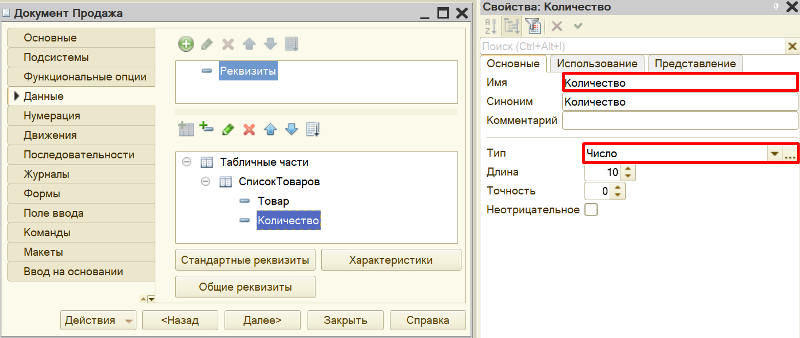 Документ Продажа
Основные
Подсистемы
Функциональные опции
Данные
Нумерация
Движения
Последовательности
Журналы
Формы
Поле ввода
Команды
Макеты
Ввод на основании
Реквизиты
Табличные части
СписокТоваров
Товар
Количество
Стандартные реквизиты
Характеристики
Общие реквизиты
Действия
<Назад
Далее>
Закрыть
Справка
Свойства: Количество
Поиск (Ctrl+Alt+I)
Основные Использование Представление
Имя Количество
Синоним Количество
Комментарий
Тип Число ...
Длина 10
Точность 0
Неотрицательное